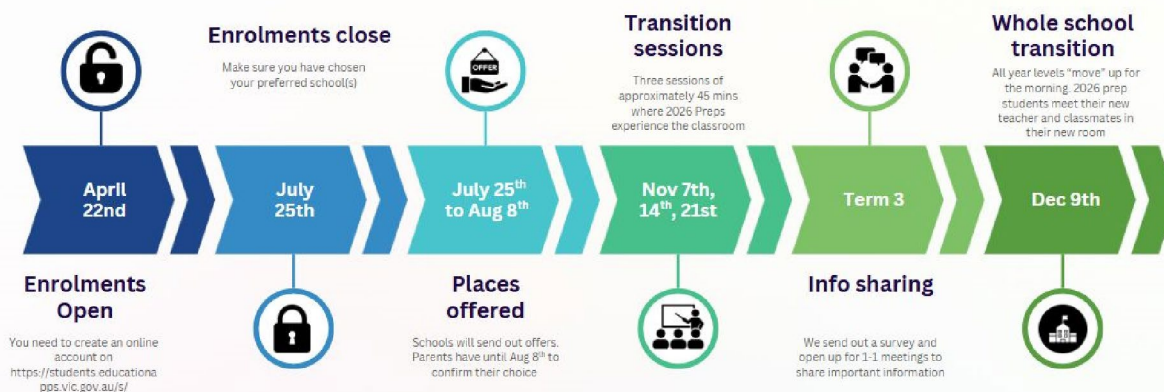 Enrolments Open
April
22nd
You need to create an online
account on
https://students.educationa
pps.vic.gov.au/s/
Enrolments close
Make sure you have chosen
your preferred school(s)
July
25th
OFFER
July 25th
to Aug 8th
Places
offered
Schools will send out offers.
Parents have until Aug 8th to
confirm their choice
Transition
sessions
Three sessions of
approximately 45 mins
where 2026 Preps
experience the classroom
Nov 7th,
14th, 21st
Term 3
Info sharing
We send out a survey and
open up for 1-1 meetings to
share important information
Whole school
transition
All year levels "move" up for
the morning. 2026 prep
students meet their new
teacher and classmates in
their new room
Dec 9th